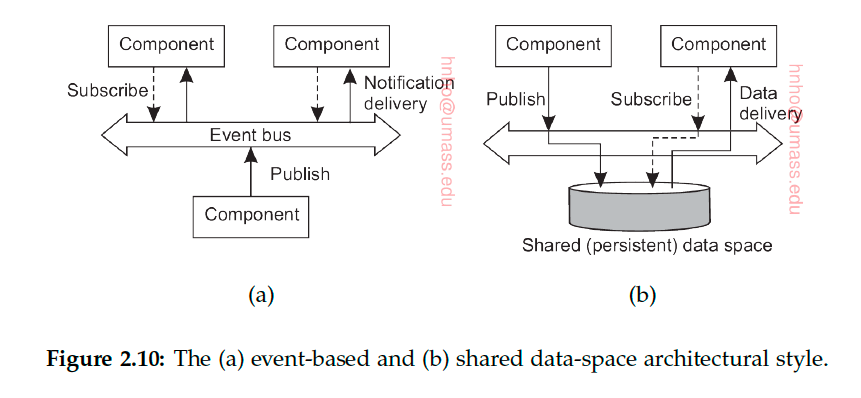 Component
Component
Subscribe
Notification
delivery
Event bus
Publish
Component
(a)
hnho@umass.edu
Component
Component
Publish
Subscribe
Data
delivery
Shared (persistent) data space
(b)
hnho@umass.edu
Figure 2.10: The (a) event-based and (b) shared data-space architectural style.